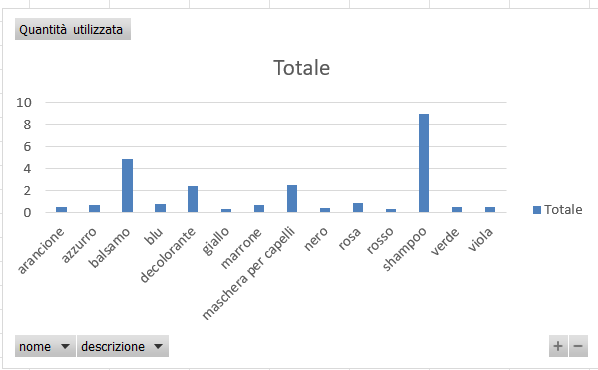 Quantità utilizzata
Totale
10
8
6
4
2
0
arancione
azzurro
balsamo
blu
decolorante
giallo
marrone
maschera per capelli
nero
rosa
rosso
shampoo
verde
viola
Totale
nome
descrizione
+ −